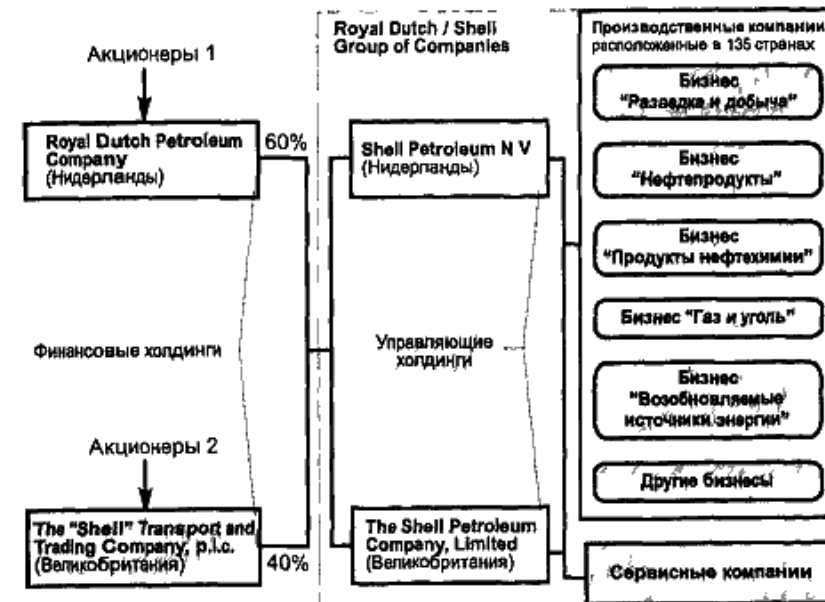 Акционеры 1
Royal Dutch Petroleum
Company
(Нидерланды)
60%
Финансовые холдинги
Акционеры 2
The "Shell" Transport and
Trading Company, p.l.c.
(Великобритания)
40%
Royal Dutch / Shell
Group of Companies
Shell Petroleum N V
(Нидерланды)
Управляющие
холдинги
The Shell Petroleum
Company, Limited
(Великобритания)
Производственные компании
расположенные в 135 странах
Бизнес
"Разведка и добыча"
Бизнес
"Нефтепродукты"
Бизнес
"Продукты нефтехимии"
Бизнес "Газ и уголь"
Бизнес
"Возобновляемые
источники энергии"
Другие бизнесы
Сервисные компании